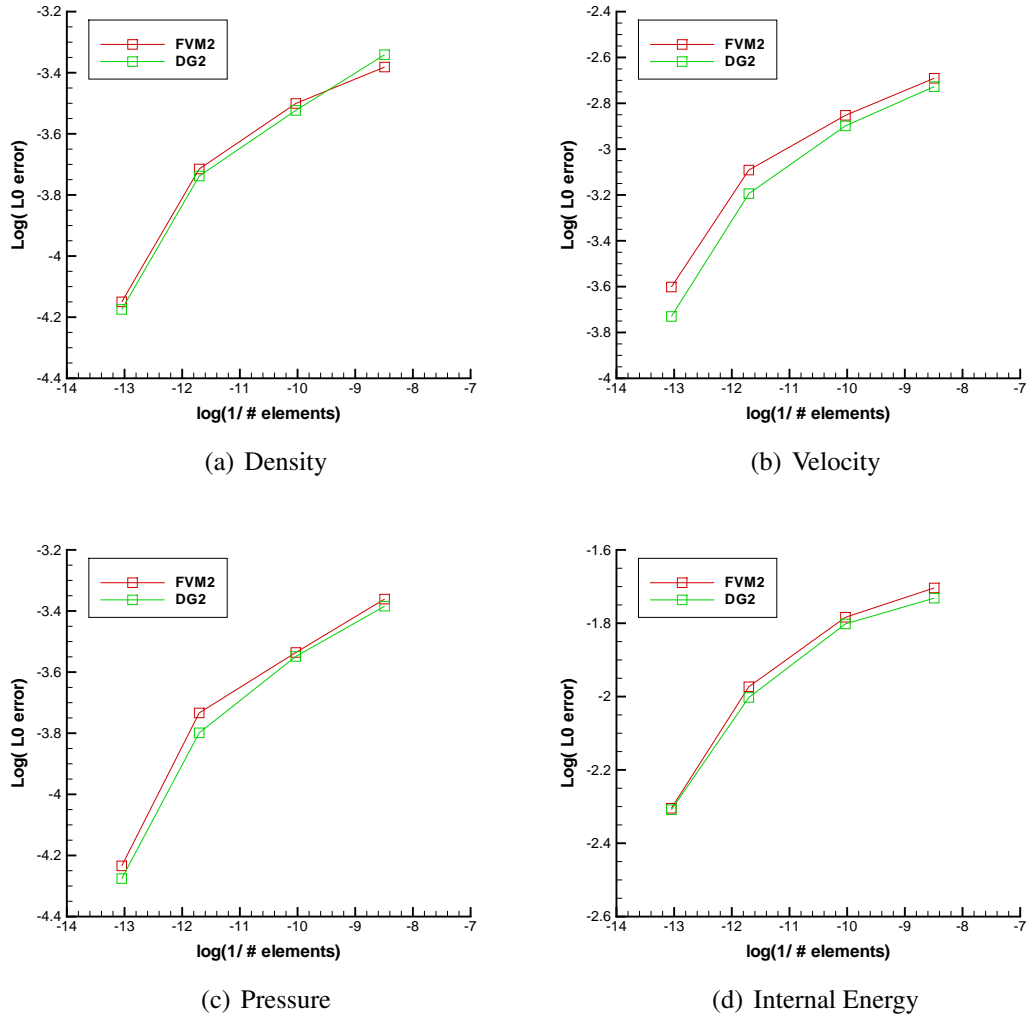 -3.2
-3.4
-3.6
-3.8
-4
-4.2
-4.4
Log( L0 error)
FVM2
DG2
-14 -13 -12 -11 -10 -9 -8 -7
log(1/ # elements)
(a) Density
-2.4
-2.6
-2.8
-3
-3.2
-3.4
-3.6
-3.8
-4
Log( L0 error)
FVM2
DG2
-14 -13 -12 -11 -10 -9 -8 -7
log(1/ # elements)
(b) Velocity
-3.2
-3.4
-3.6
-3.8
-4
-4.2
-4.4
Log( L0 error)
FVM2
DG2
-14 -13 -12 -11 -10 -9 -8 -7
log(1/ # elements)
(c) Pressure
-1.6
-1.8
-2
-2.2
-2.4
-2.6
Log( L0 error)
FVM2
DG2
-14 -13 -12 -11 -10 -9 -8 -7
log(1/ # elements)
(d) Internal Energy